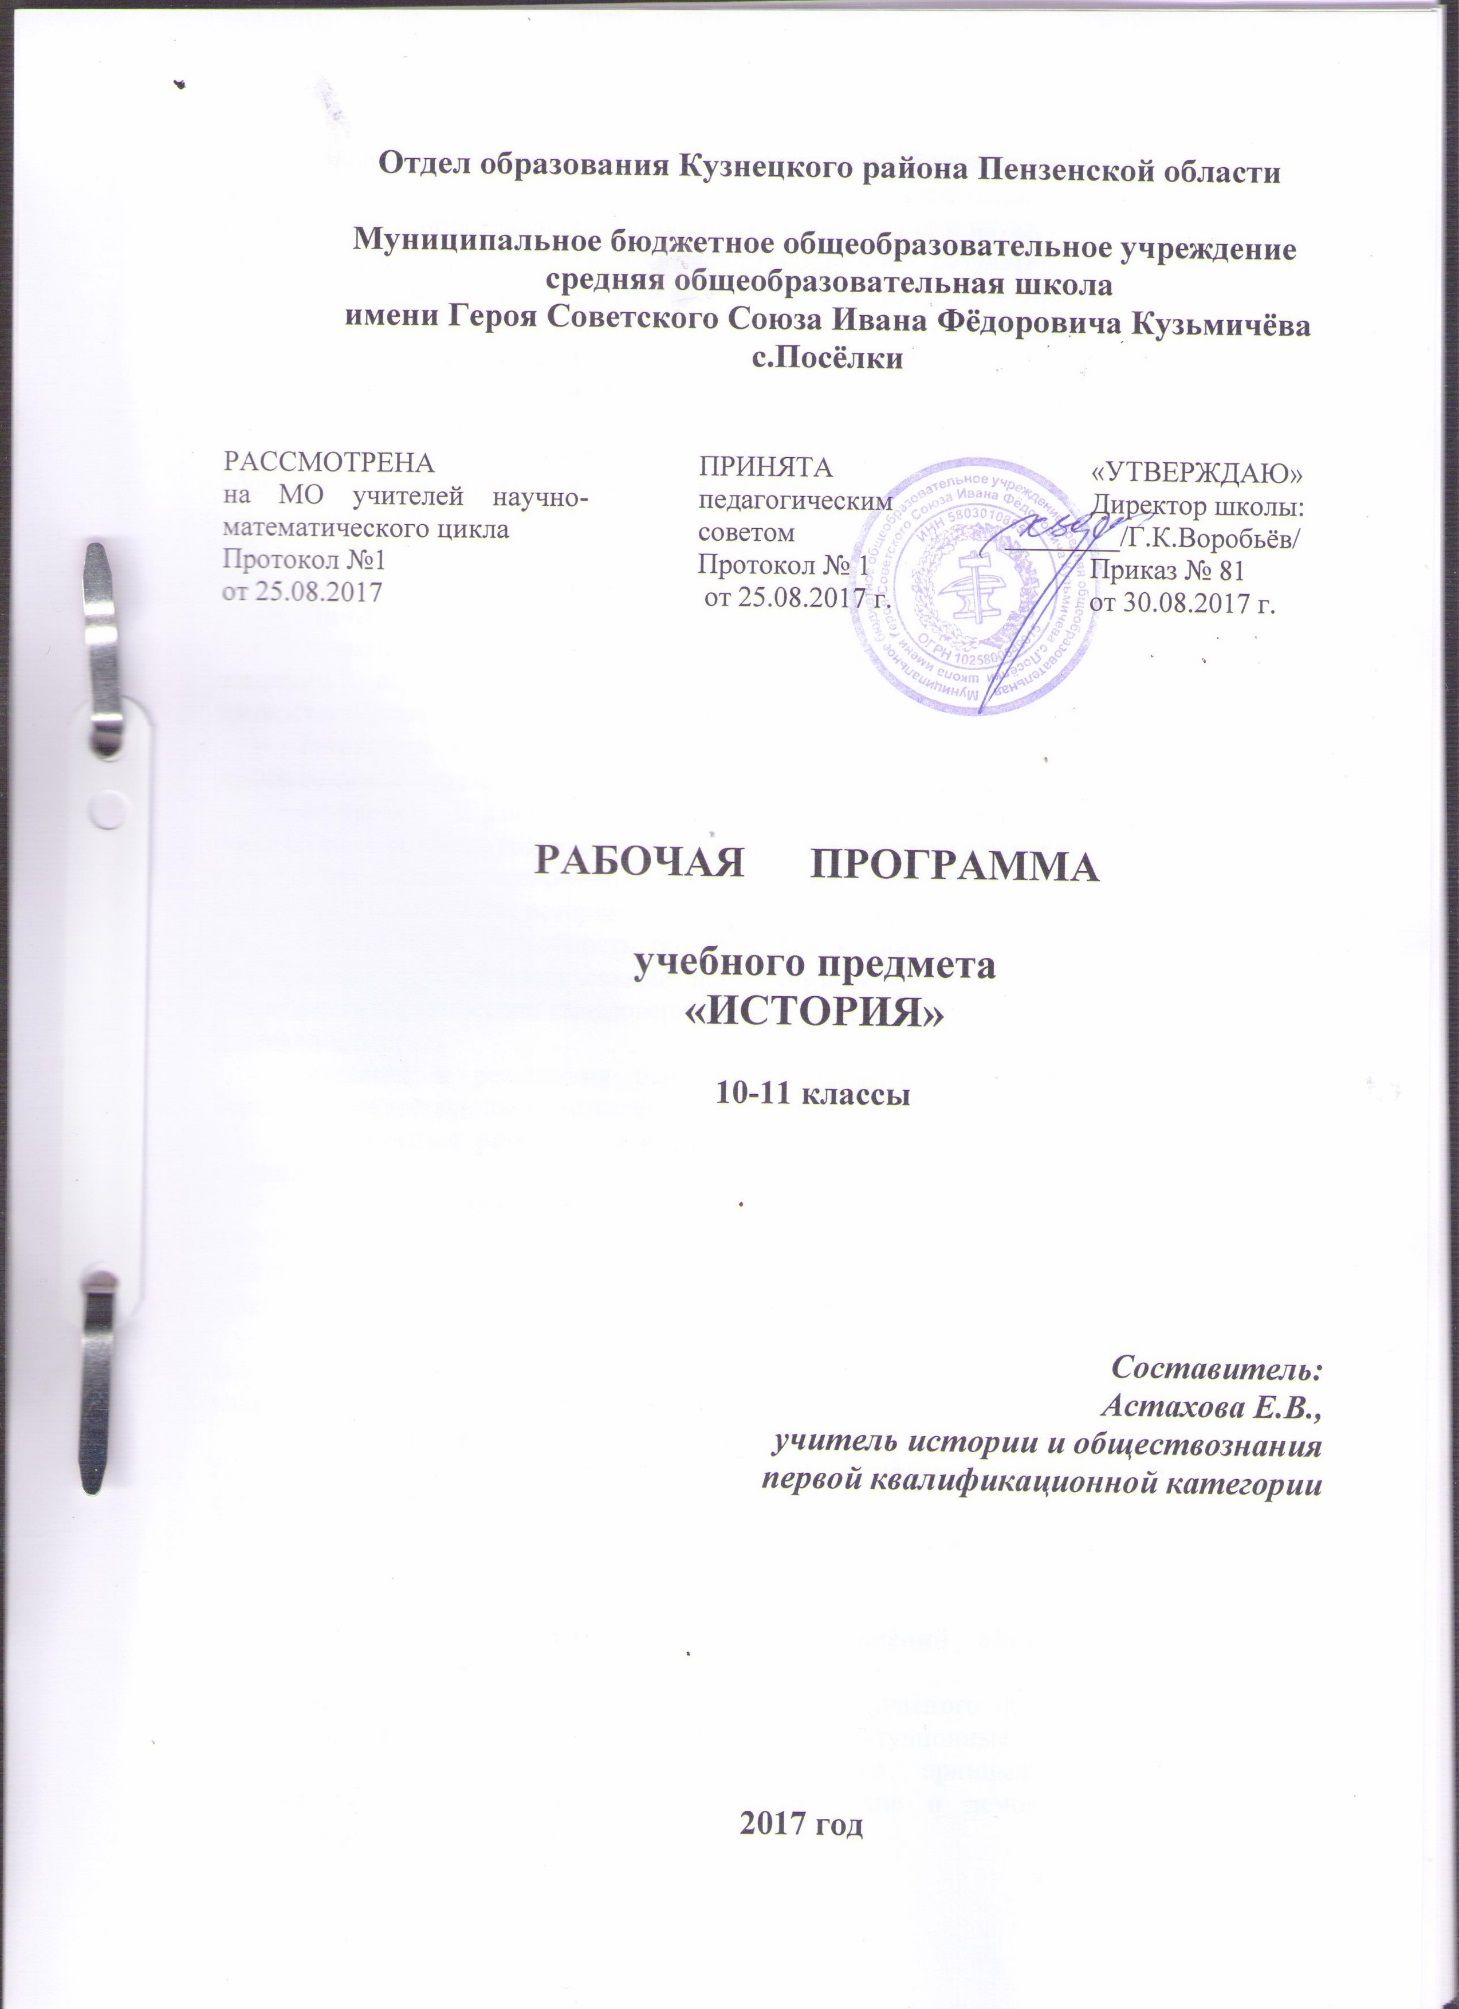 Отдел образования Кузнецкого района Пензенской области
Муниципальное бюджетное общеобразовательное учреждение
средняя общеобразовательная школа
имени Героя Советского Союза Ивана Фёдоровича Кузьмичёва
с.Посёлки
РАССМОТРЕНА
на МО учителей научно-
математического цикла
Протокол №1
от 25.08.2017
ПРИНЯТА
педагогическим
советом
Протокол № 1
от 25.08.2017 г.
«УТВЕРЖДАЮ»
Директор школы:
/Г.К.Воробьёв/
Приказ № 81
от 30.08.2017 г.
РАБОЧАЯ ПРОГРАММА
учебного предмета
«ИСТОРИЯ»
10-11 классы
Составитель:
Астахова Е.В.,
учитель истории и обществознания
первой квалификационной категории
2017 год